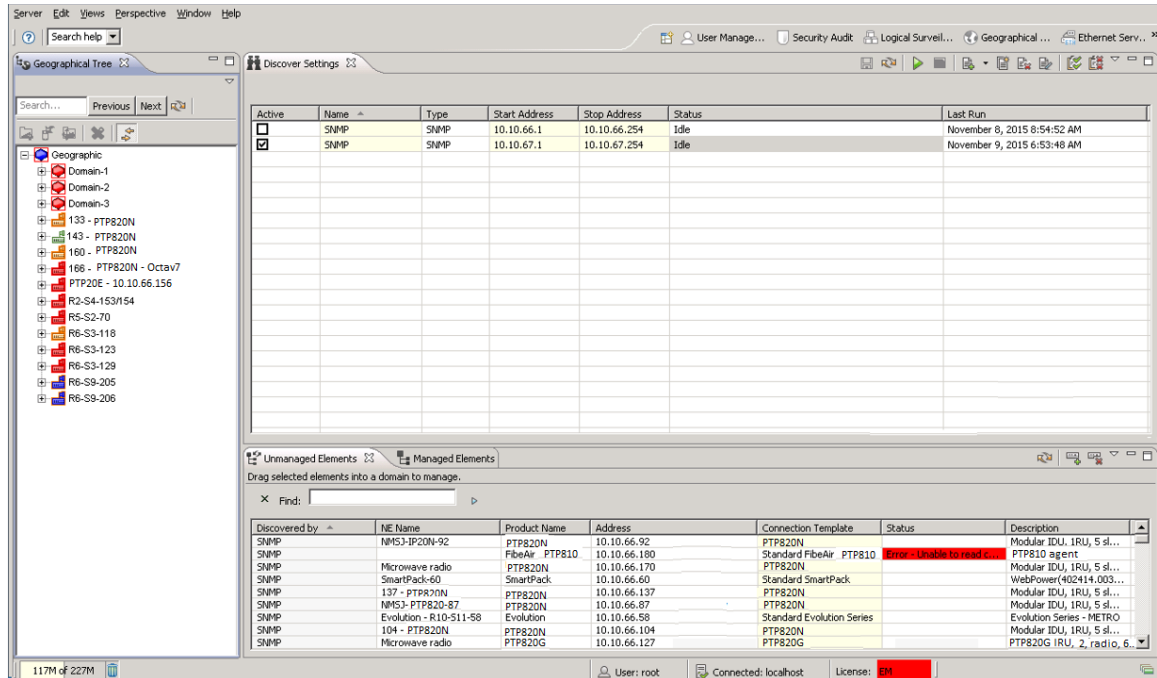 Server Edit Views Perspective Window Help
Search help
User Manage... Security Audit Logical Surveil... Geographical ... Ethernet Serv.. »
Geographical Tree
Search... Previous Next
Geographic
Domain-1
Domain-2
Domain-3
133 - PTP820N
143 - PTP820N
160 - PTP820N
166 - PTP820N - Octav7
PTP20E - 10.10.66.156
R2-S4-153/154
R5-S2-70
R6-S3-118
R6-S3-123
R6-S3-129
R6-S9-205
R6-S9-206
Discover Settings
Active Name Type Start Address Stop Address Status Last Run
SNMP SNMP 10.10.66.1 10.10.66.254 Idle November 8, 2015 8:54:52 AM
SNMP SNMP 10.10.67.1 10.10.67.254 Idle November 9, 2015 6:53:48 AM
Unmanaged Elements Managed Elements
Drag selected elements into a domain to manage.
× Find:
Discovered by NE Name Product Name Address Connection Template Status Description
SNMP NMSJ-IP20N-92 PTP820N 10.10.66.92 PTP820N Modular IDU. 1RU, 5 sl...
SNMP FibeAir PTP810 10.10.66.180 Standard FibeAir PTP810 Error - Unable to read c... PTP810 agent
SNMP Microwave radio PTP820N 10.10.66.170 PTP820N Modular IDU, 1RU, 5 sl...
SNMP SmartPack-60 SmartPack 10.10.66.60 Standard SmartPack WebPower(402414.003...
SNMP 137 - PTP820N PTP820N 10.10.66.137 PTP820N Modular IDU, 1RU, 5 sl...
SNMP NMSJ- PTP820-87 PTP820N 10.10.66.87 PTP820N Modular IDU, 1RU, 5 sl...
SNMP Evolution - R10-S11-58 Evolution 10.10.66.58 Standard Evolution Series Evolution Series - METRO
SNMP 104 - PTP820N PTP820N 10.10.66.104 PTP820N Modular IDU, 1RU, 5 sl...
SNMP Microwave radio PTP820G 10.10.66.127 PTP820G PTP820G IRU, 2, radio, 6..
117M of 227M User: root Connected: localhost License: EM